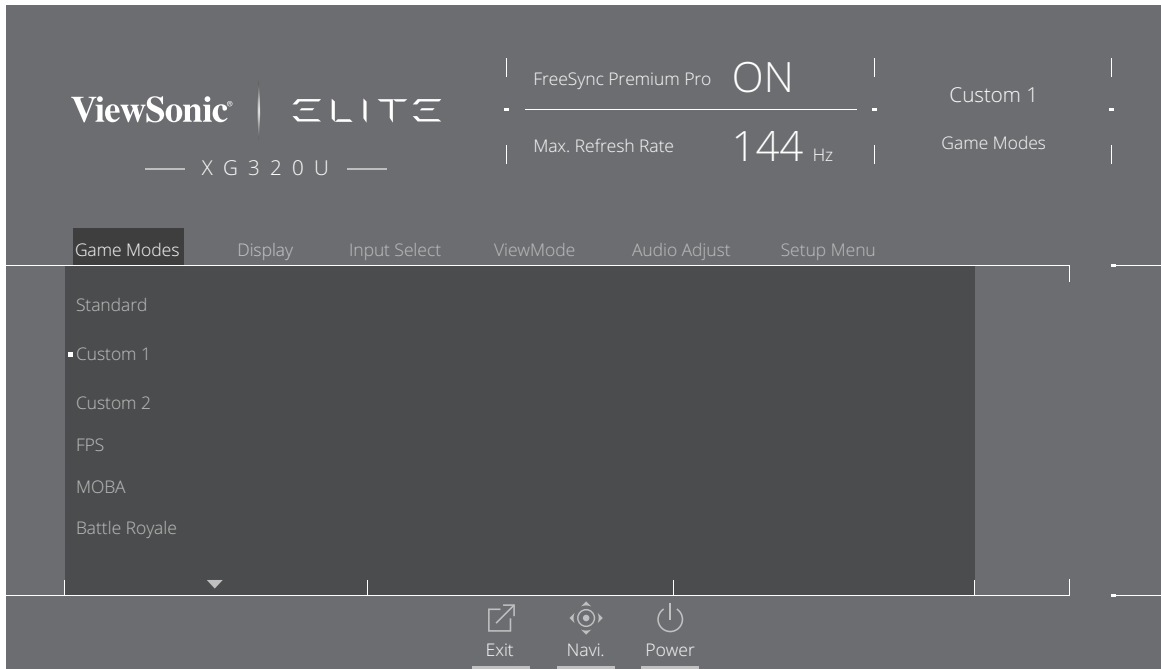 ViewSonic® ELITE
XG320U
FreeSync Premium Pro ON
Max. Refresh Rate 144 Hz
Custom 1
Game Modes
Game Modes Display Input Select ViewMode Audio Adjust Setup Menu
Standard
Custom 1
Custom 2
FPS
MOBA
Battle Royale
Exit Navi. Power